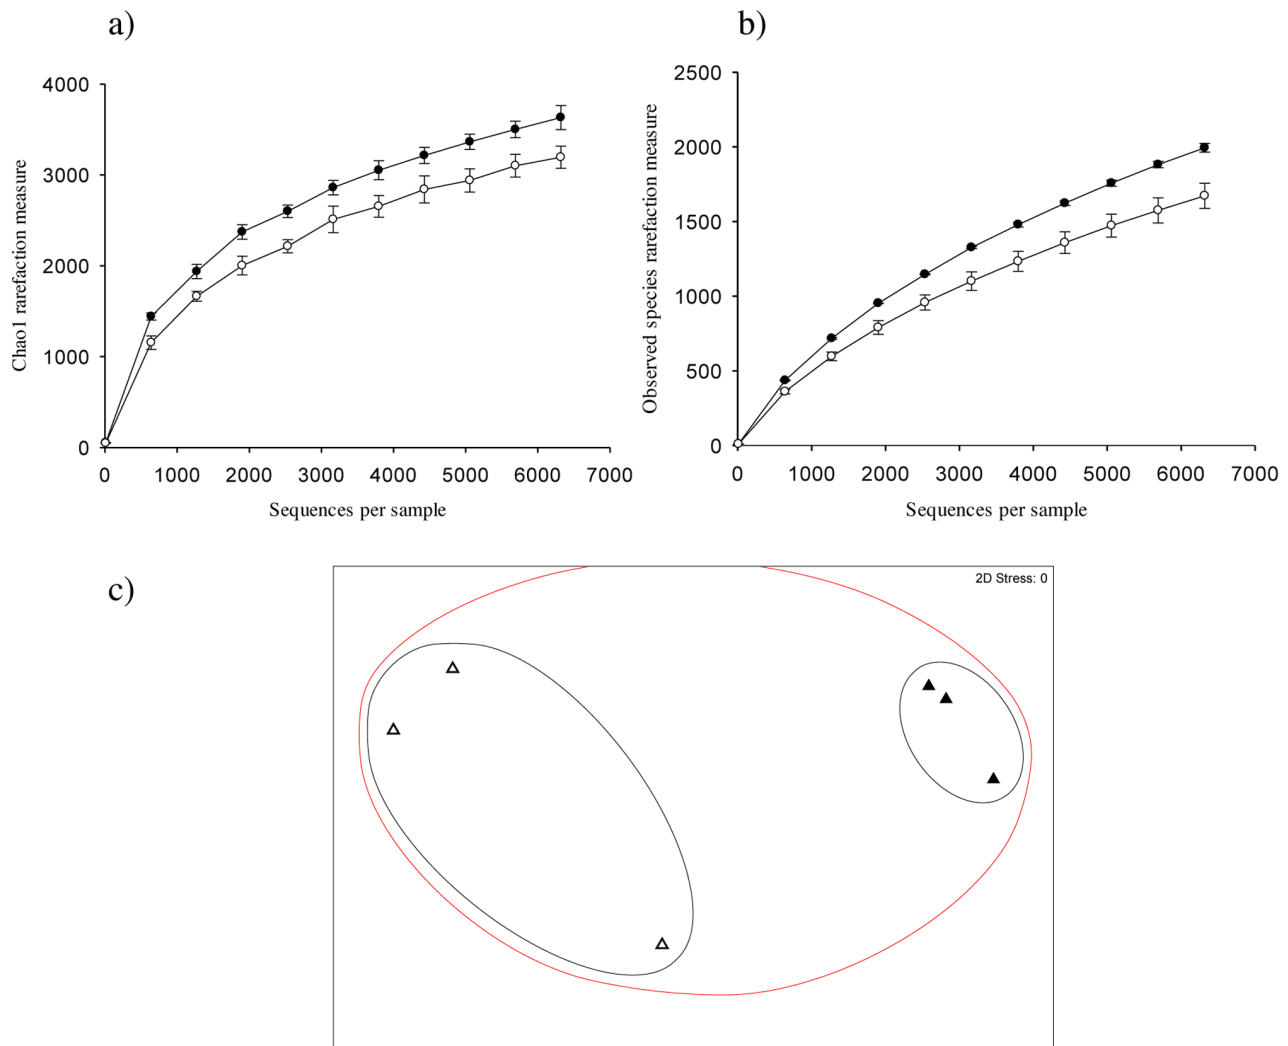 a)
4000
3000
2000
1000
0
Chao1 rarefaction measure
0 1000 2000 3000 4000 5000 6000 7000
Sequences per sample
b)
2500
2000
1500
1000
500
0
Observed species rarefaction measure
0 1000 2000 3000 4000 5000 6000 7000
Sequences per sample
c)
2D Stress: 0